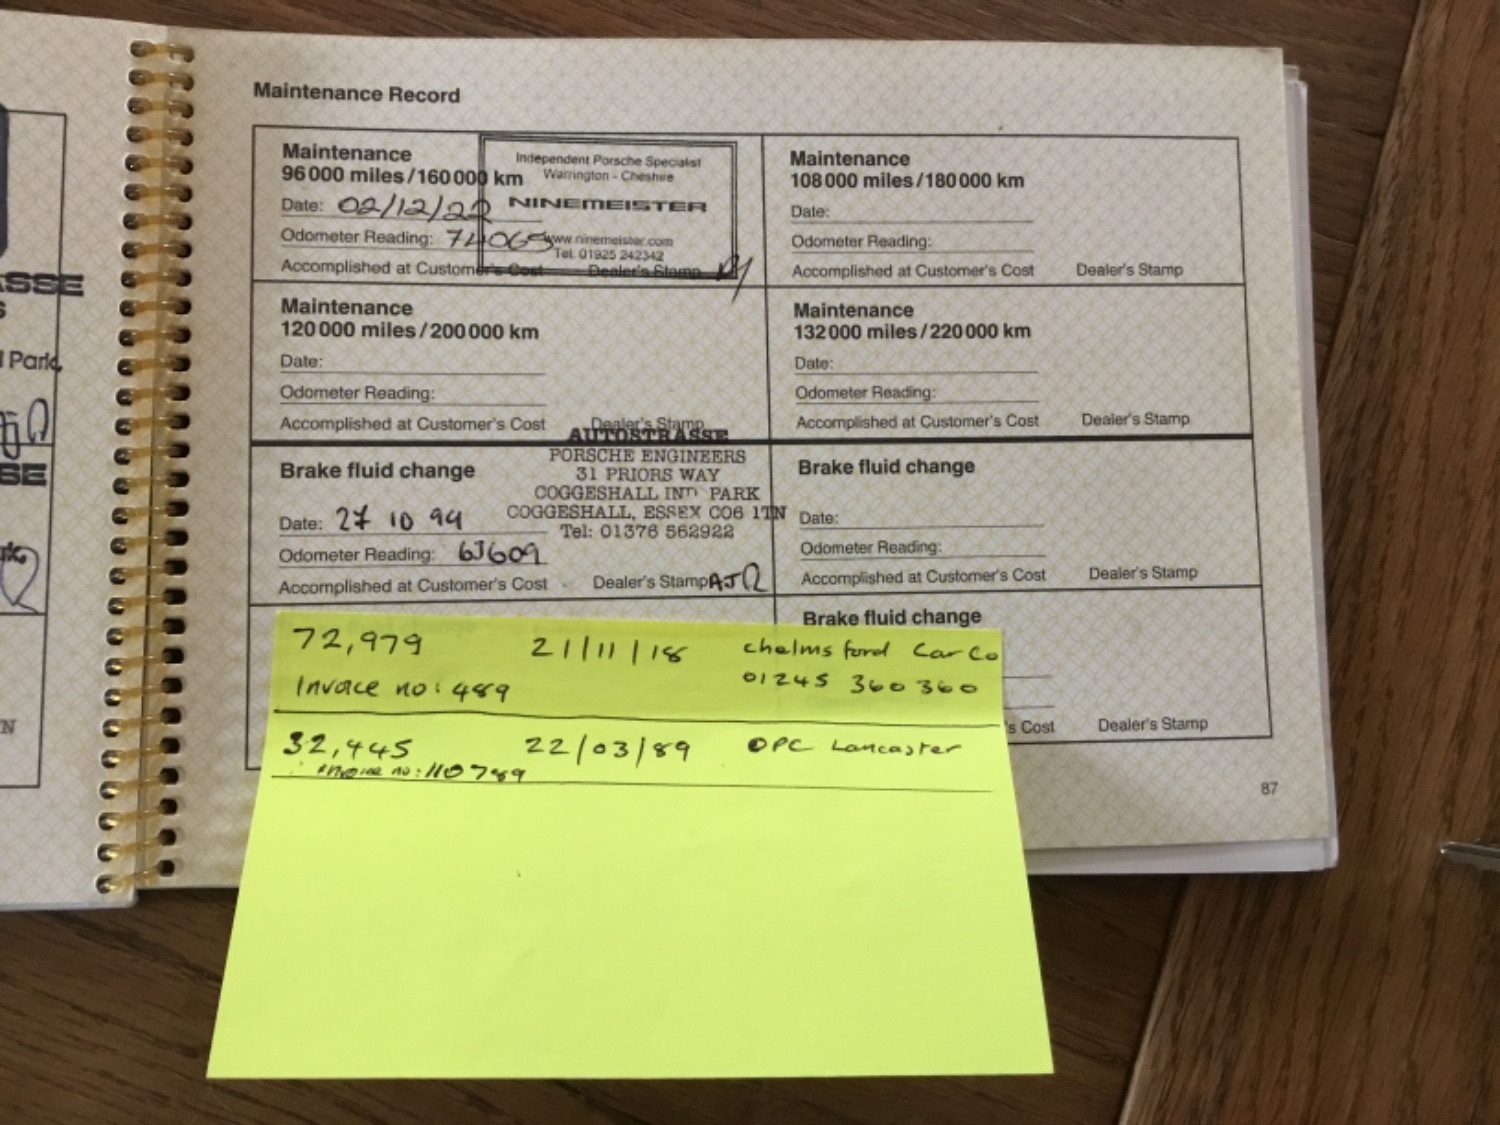 Maintenance Record
Maintenance
96 000 miles / 160 000 km
Date: 02/12/22
Odometer Reading: 74065
Accomplished at Customer's Cost
Dealer's Stamp
Independent Porsche Specialist
Warrington - Cheshire
NINEMEISTER
www.ninemeister.com
Tel. 01925 242342
Maintenance
108 000 miles / 180 000 km
Date:
Odometer Reading:
Accomplished at Customer's Cost
Dealer's Stamp
Maintenance
120 000 miles / 200 000 km
Date:
Odometer Reading:
Accomplished at Customer's Cost
Dealer's Stamp
Maintenance
132 000 miles / 220 000 km
Date:
Odometer Reading:
Accomplished at Customer's Cost
Dealer's Stamp
Brake fluid change
Date: 27 10 94
Odometer Reading:
Accomplished at Customer's Cost
Dealer's Stamp AJR
AUTOSTRASSE
PORSCHE ENGINEERS
31 PRIORS WAY
COGGESHALL IND PARK
COGGESHALL, ESSEX CO6 1TN
Tel: 01376 562922
Brake fluid change
Date:
Odometer Reading:
Accomplished at Customer's Cost
Dealer's Stamp
Brake fluid change
's Cost
Dealer's Stamp
72,979 21/11/18 Chelmsford Car Co
Invoice no: 489 01245 360 360
32,445 22/03/89 OPC Lancaster
Invoice no: 110789
87
ASSE
S
l Park,
SE
N